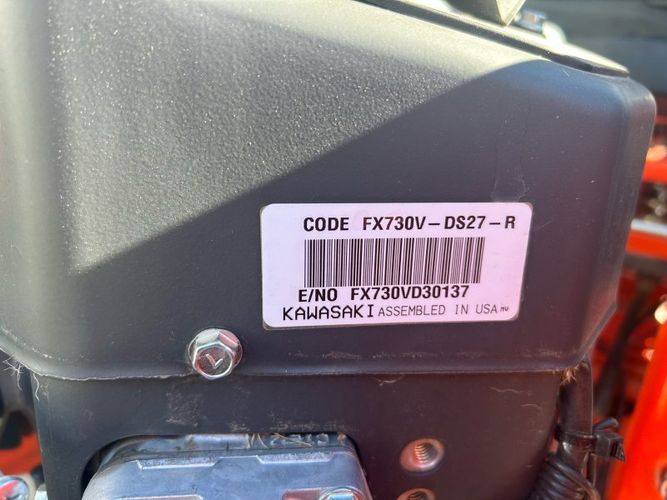 CODE FX730V-DS27-R
E/NO FX730VD30137
KAWASAKI ASSEMBLED IN USA